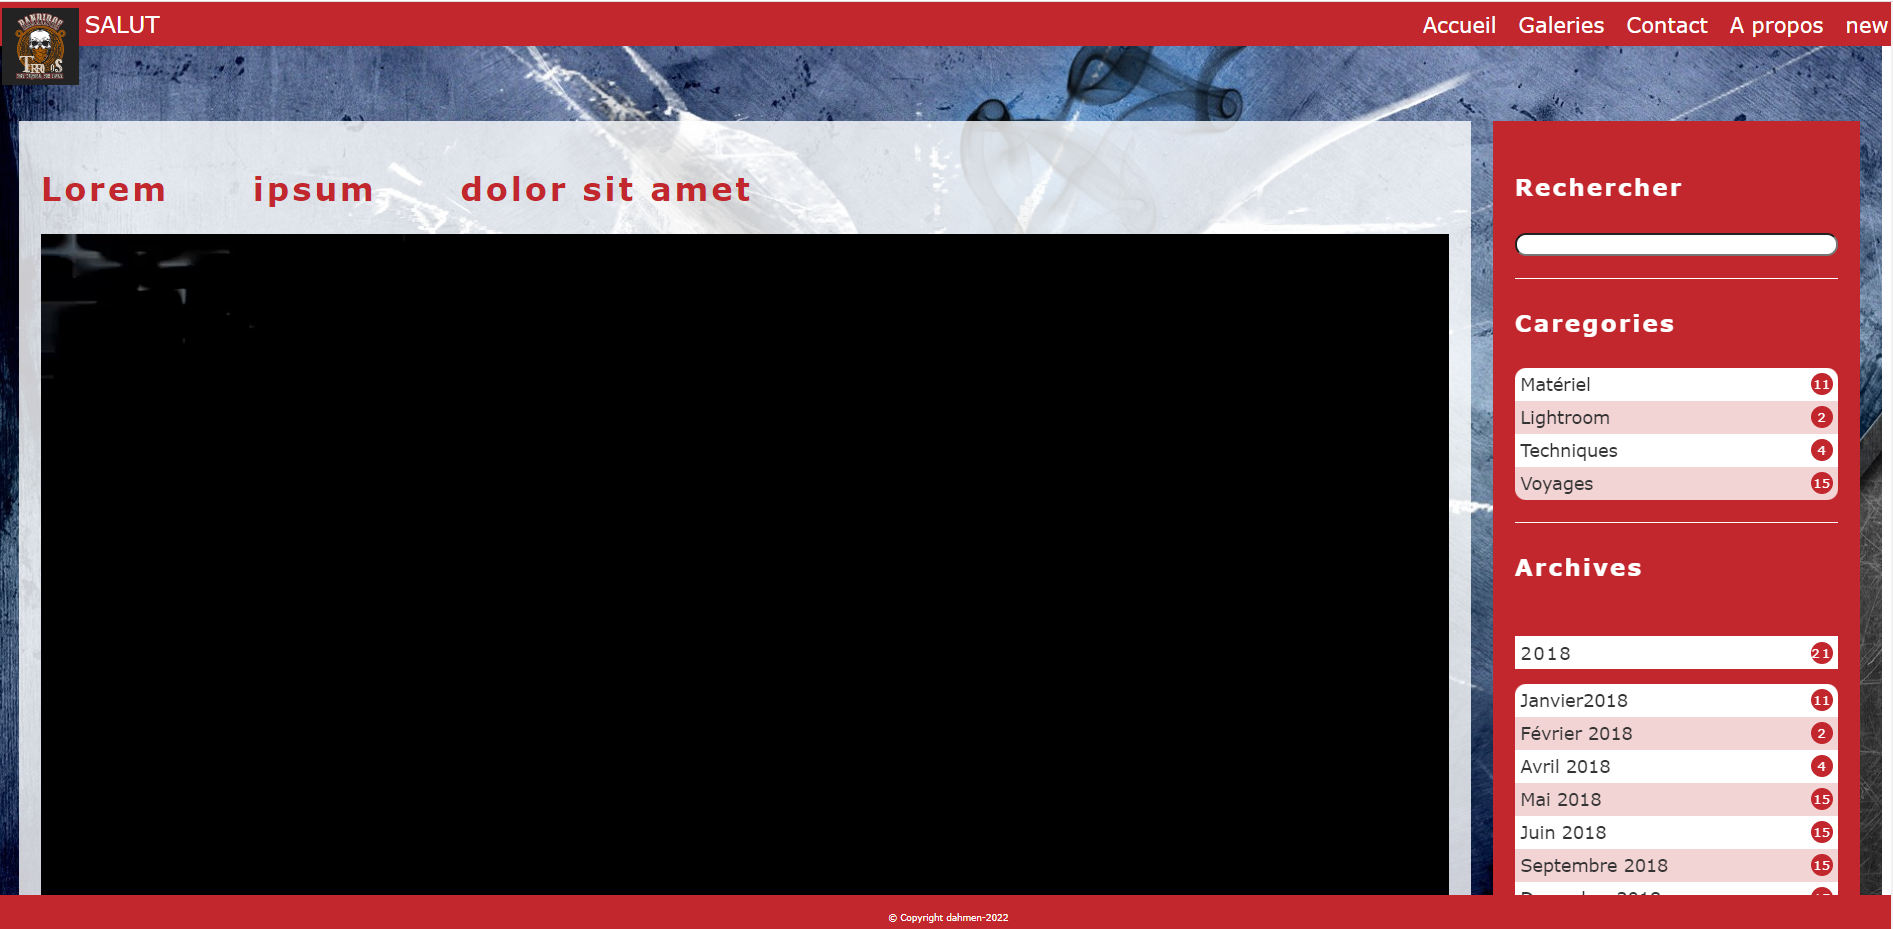 BANDIDOS
SALUT
Accueil Galeries Contact A propos new
Lorem ipsum dolor sit amet
Rechercher
Caregories
Matériel 11
Lightroom 2
Techniques 4
Voyages 15
Archives
2018 21
Janvier2018 11
Février 2018 2
Avril 2018 4
Mai 2018 15
Juin 2018 15
Septembre 2018 15
© Copyright dahmen-2022